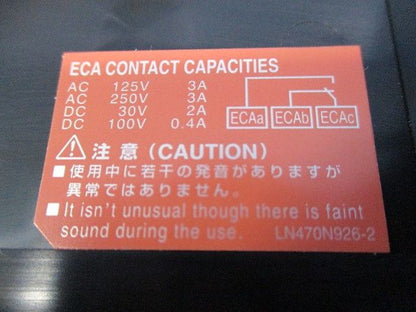 ECA CONTACT CAPACITIES
AC 125V 3A
AC 250V 3A
DC 30V 2A
DC 100V 0.4A
ECAa ECAb ECAc
注意 (CAUTION)
■使用中に若干の発音がありますが
異常ではありません。
■It isn't unusual though there is faint
sound during the use. LN470N926-2